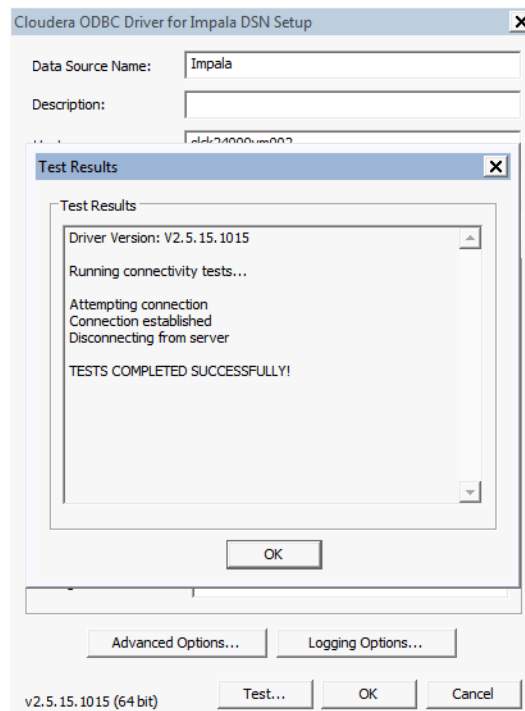 Cloudera ODBC Driver for Impala DSN Setup
Data Source Name:
Impala
Description:
Test Results
Test Results
Driver Version: V2.5.15.1015
Running connectivity tests...
Attempting connection
Connection established
Disconnecting from server
TESTS COMPLETED SUCCESSFULLY!
OK
Advanced Options...
Logging Options...
v2.5.15.1015 (64 bit)
Test...
OK
Cancel